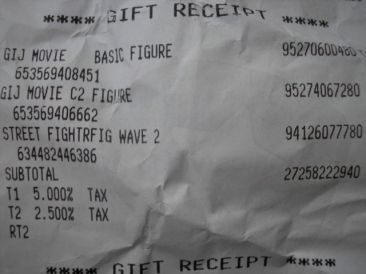 **** GIFT RECEIPT ****
GIJ MOVIE BASIC FIGURE 95270600480
653569408451
GIJ MOVIE C2 FIGURE 95274067280
653569406662
STREET FIGHTRFIG WAVE 2 94126077780
634482446386
SUBTOTAL 27258222940
T1 5.000% TAX
T2 2.500% TAX
RT2
**** GIFT RECEIPT ****